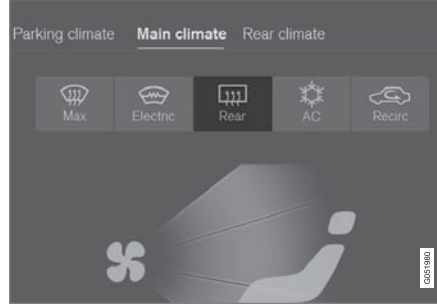 Parking climate Main climate Rear climate
Max Electric Rear AC Recirc
G051980